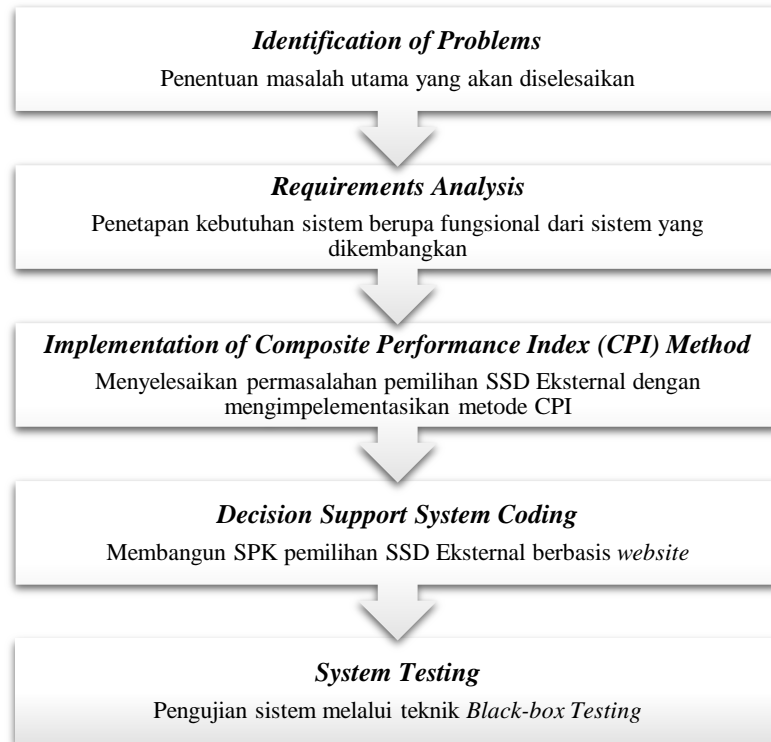 Identification of Problems
Penentuan masalah utama yang akan diselesaikan
Requirements Analysis
Penetapan kebutuhan sistem berupa fungsional dari sistem yang
dikembangkan
Implementation of Composite Performance Index (CPI) Method
Menyelesaikan permasalahan pemilihan SSD Eksternal dengan
mengimpelementasikan metode CPI
Decision Support System Coding
Membangun SPK pemilihan SSD Eksternal berbasis website
System Testing
Pengujian sistem melalui teknik Black-box Testing